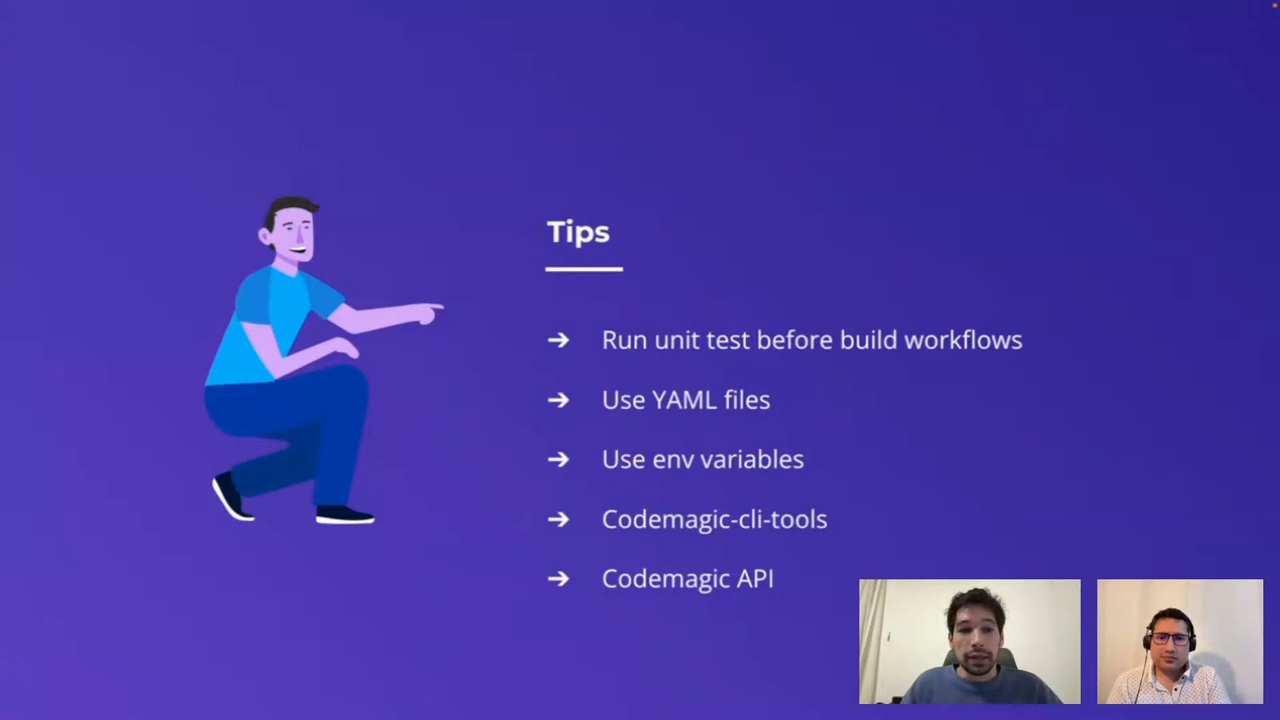 Tips
➔ Run unit test before build workflows
➔ Use YAML files
➔ Use env variables
➔ Codemagic-cli-tools
➔ Codemagic API